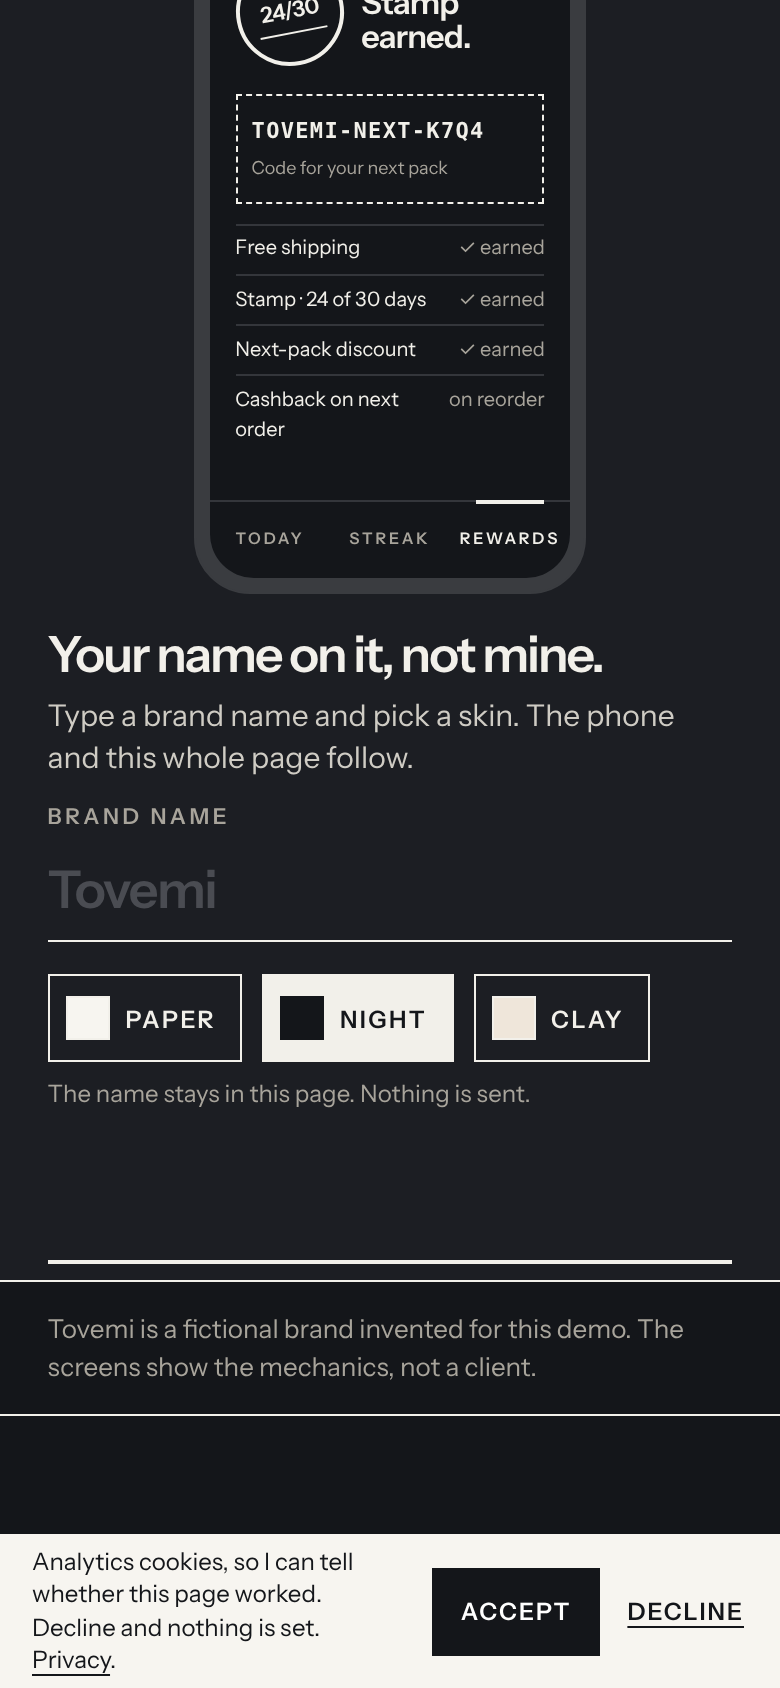 24/30
Stamp
earned.
TOVEMI-NEXT-K7Q4
Code for your next pack
Free shipping ✓ earned
Stamp · 24 of 30 days ✓ earned
Next-pack discount ✓ earned
Cashback on next on reorder
order
TODAY STREAK REWARDS
Your name on it, not mine.
Type a brand name and pick a skin. The phone
and this whole page follow.
BRAND NAME
Tovemi
PAPER NIGHT CLAY
The name stays in this page. Nothing is sent.
Tovemi is a fictional brand invented for this demo. The
screens show the mechanics, not a client.
Analytics cookies, so I can tell
whether this page worked.
Decline and nothing is set.
Privacy.
ACCEPT DECLINE